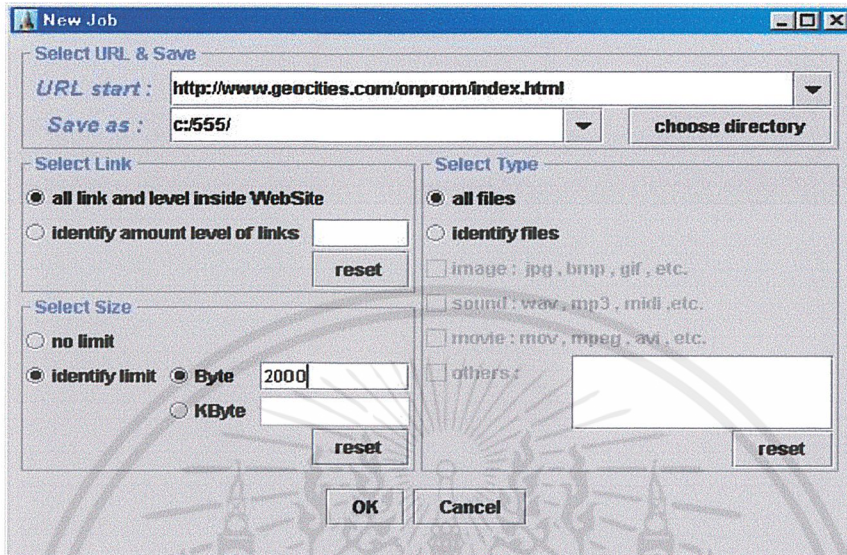 New Job
Select URL & Save
URL start : http://www.geocities.com/onprom/index.html
Save as : c:/555/ choose directory
Select Link
all link and level inside WebSite
identify amount level of links
reset
Select Size
no limit
identify limit Byte 2000
KByte
reset
Select Type
all files
identify files
image : jpg , bmp , gif , etc.
sound : wav , mp3 , midi ,etc.
movie : mov , mpeg , avi , etc.
others :
reset
OK Cancel